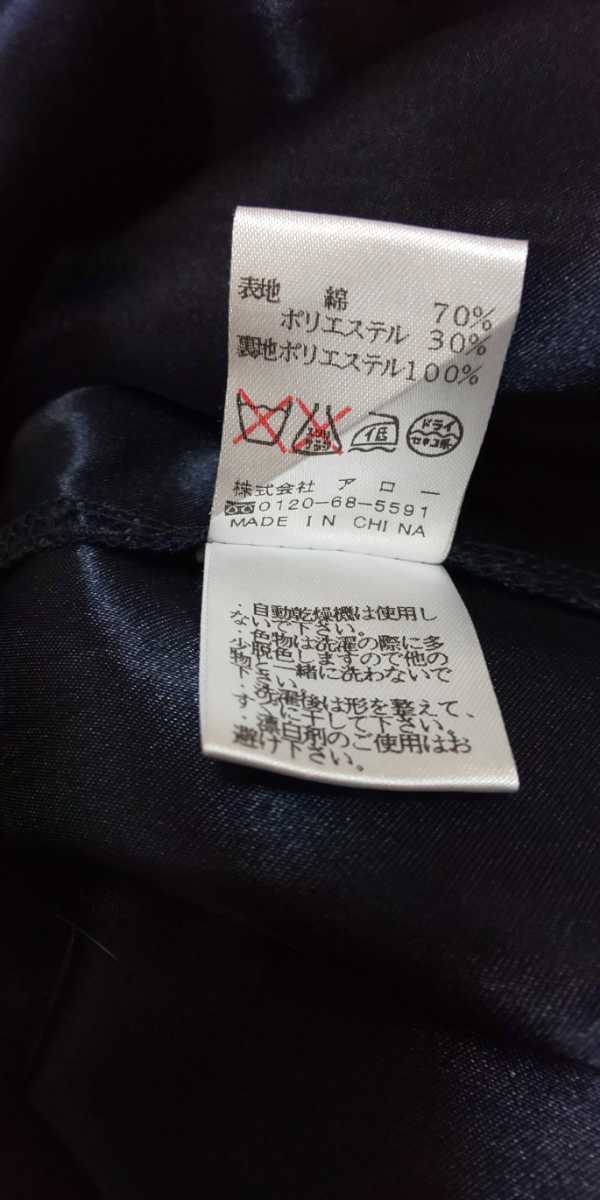 表地 綿 70%
ポリエステル 30%
裏地ポリエステル100%
エンソ
サラシ
低
ドライ
セキユ系
株式会社 アロー
0120-68-5591
MADE IN CHINA
・自動乾燥機は使用し
ないで下さい。
・色物は洗濯の際に多
少脱色しますので他の
物と一緒に洗わないで
下さい。
・洗濯後は形を整えて、
すぐに干して下さい。
・漂白剤のご使用はお
避け下さい。